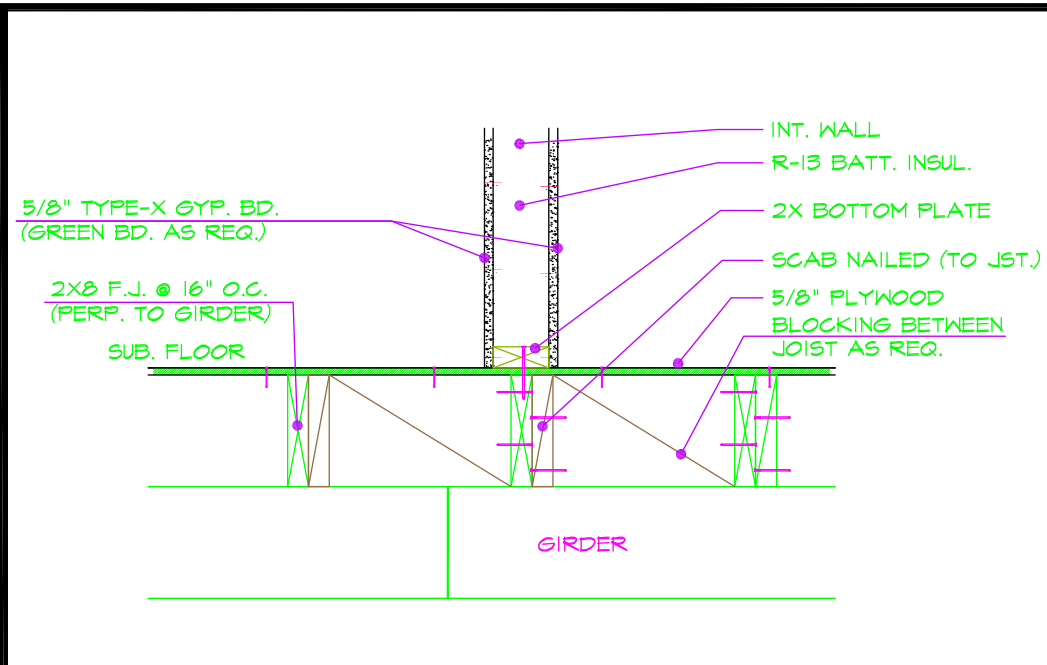 INT. WALL
R-13 BATT. INSUL.
5/8" TYPE-X GYP. BD.
(GREEN BD. AS REQ.)
2X BOTTOM PLATE
SCAB NAILED (TO JST.)
2X8 F.J. @ 16" O.C.
(PERP. TO GIRDER)
5/8" PLYWOOD
BLOCKING BETWEEN
JOIST AS REQ.
SUB. FLOOR
GIRDER